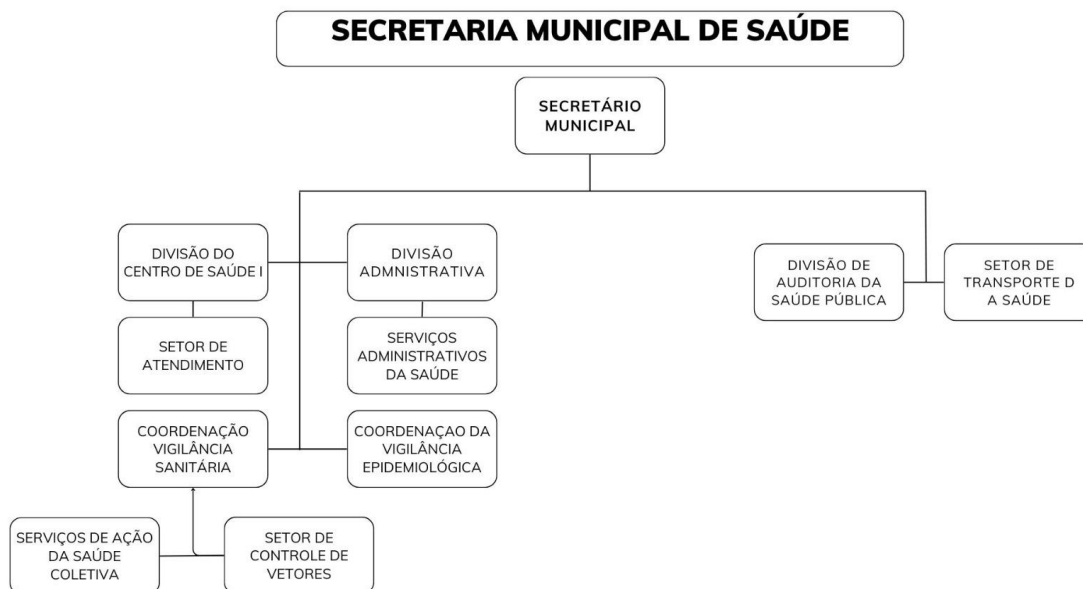 SECRETARIA MUNICIPAL DE SAÚDE
SECRETÁRIO
MUNICIPAL
DIVISÃO DO
CENTRO DE SAÚDE I
DIVISÃO
ADMNISTRATIVA
DIVISÃO DE
AUDITORIA DA
SAÚDE PÚBLICA
SETOR DE
TRANSPORTE D
A SAÚDE
SETOR DE
ATENDIMENTO
SERVIÇOS
ADMINISTRATIVOS
DA SAÚDE
COORDENAÇÃO
VIGILÂNCIA
SANITÁRIA
COORDENAÇAO DA
VIGILÂNCIA
EPIDEMIOLÓGICA
SERVIÇOS DE AÇÃO
DA SAÚDE
COLETIVA
SETOR DE
CONTROLE DE
VETORES